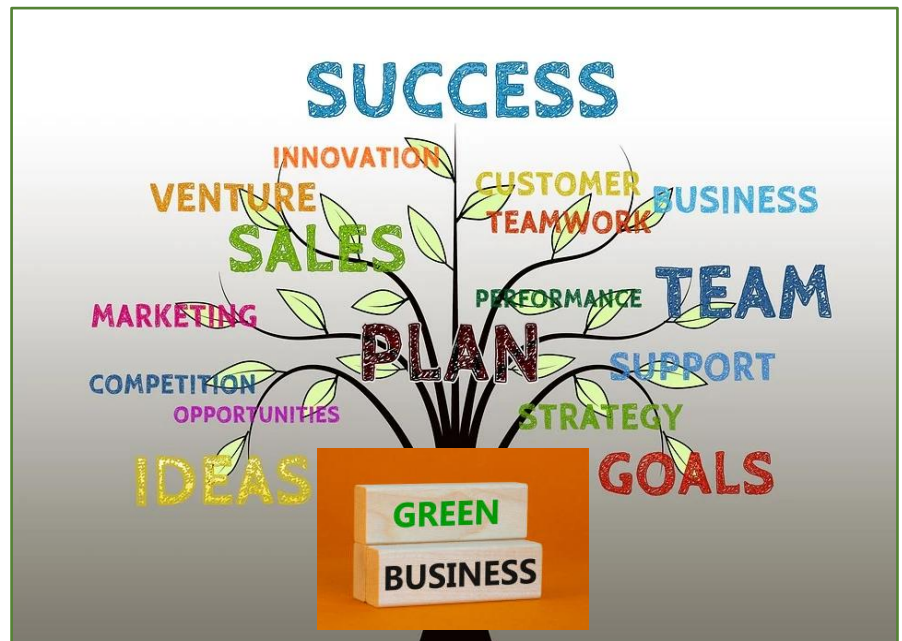 SUCCESS
INNOVATION
CUSTOMER
VENTURE
BUSINESS
TEAMWORK
SALES
TEAM
PERFORMANCE
MARKETING
PLAN
SUPPORT
COMPETITION
OPPORTUNITIES
STRATEGY
IDEAS
GOALS
GREEN
BUSINESS